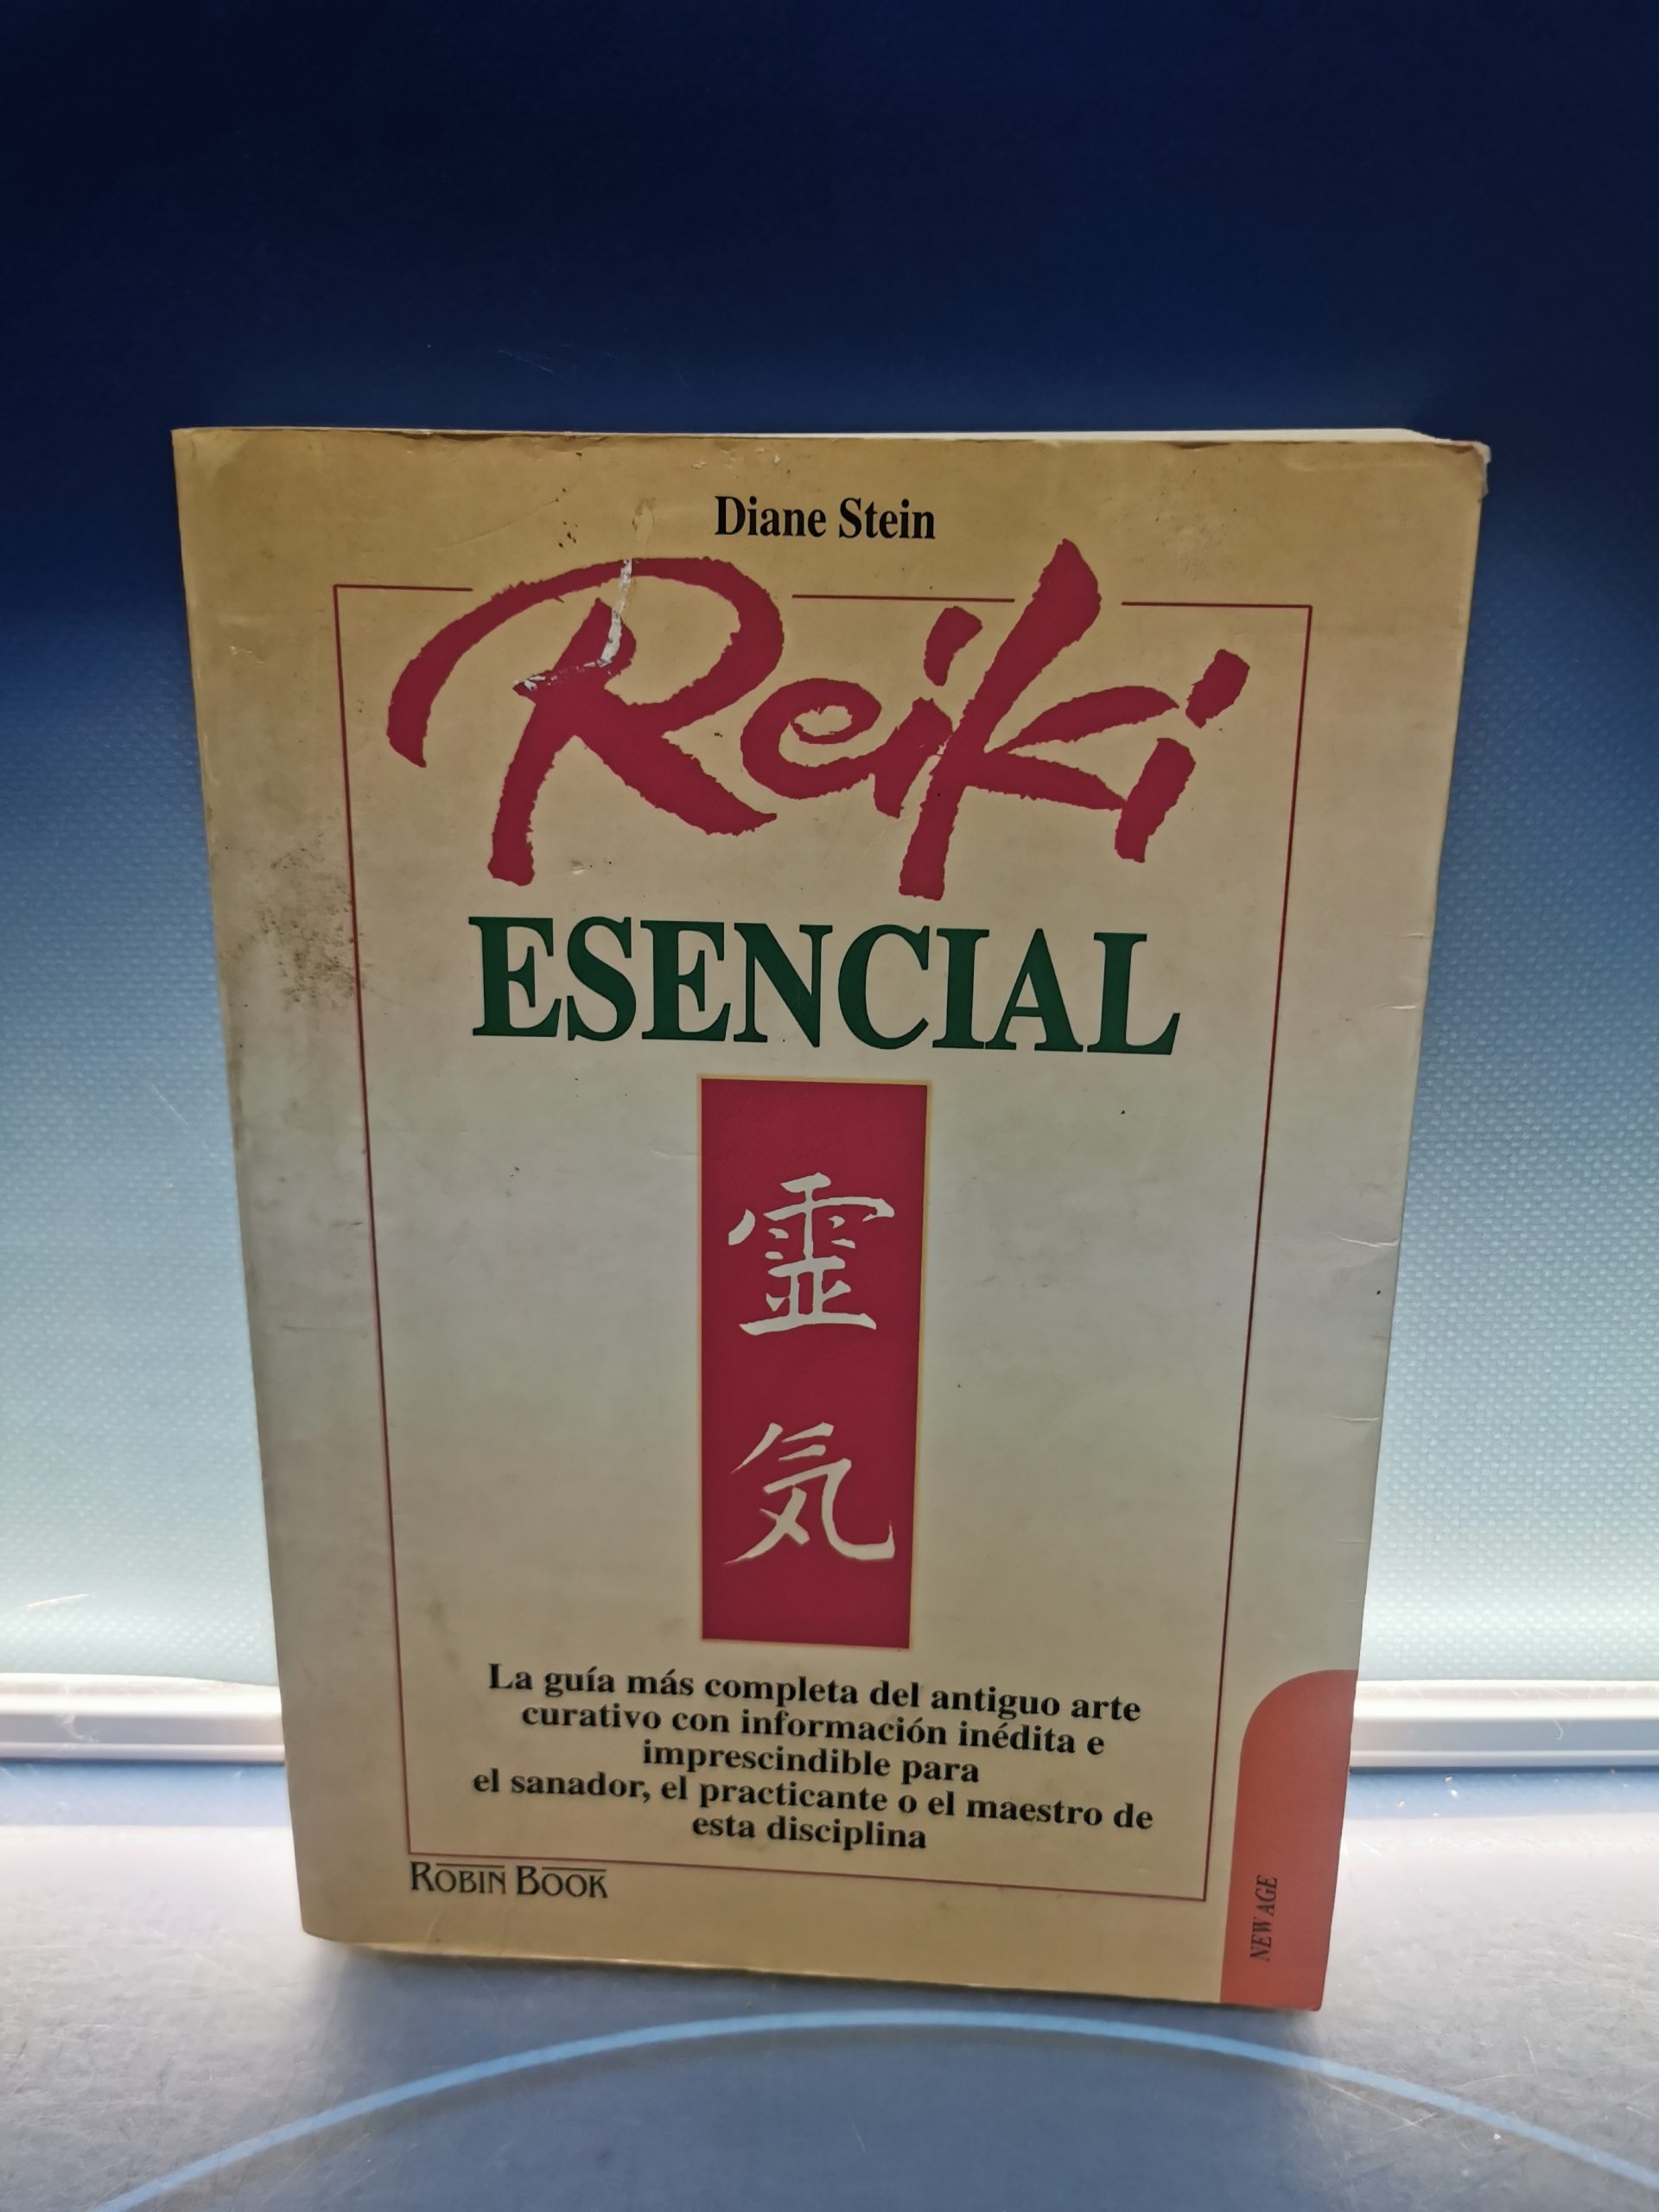 Diane Stein
Reiki
ESENCIAL
靈
気
La guía más completa del antiguo arte
curativo con información inédita e
imprescindible para
el sanador, el practicante o el maestro de
esta disciplina
ROBIN BOOK
NEW AGE